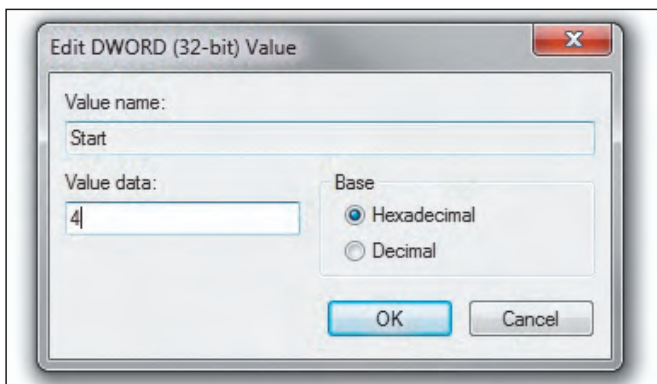 Edit DWORD (32-bit) Value
Value name:
Start
Value data:
4
Base
Hexadecimal
Decimal
OK
Cancel